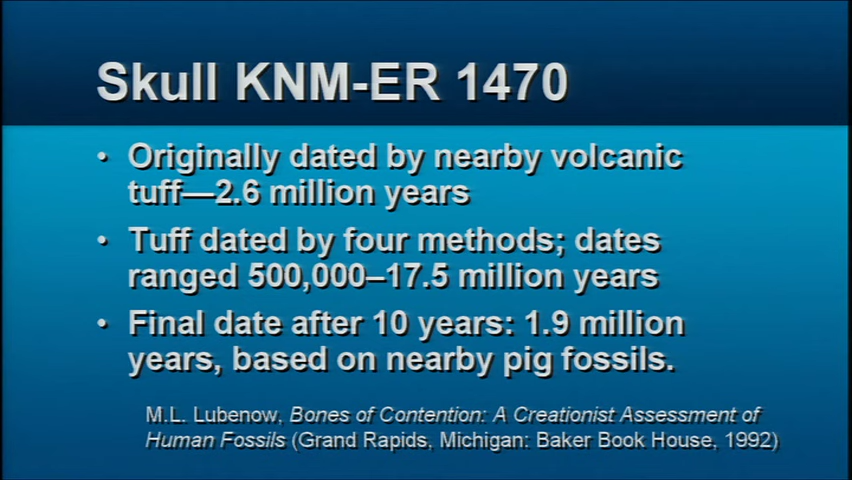 Skull KNM-ER 1470
• Originally dated by nearby volcanic
tuff—2.6 million years
• Tuff dated by four methods; dates
ranged 500,000–17.5 million years
• Final date after 10 years: 1.9 million
years, based on nearby pig fossils.
M.L. Lubenow, Bones of Contention: A Creationist Assessment of
Human Fossils (Grand Rapids, Michigan: Baker Book House, 1992)